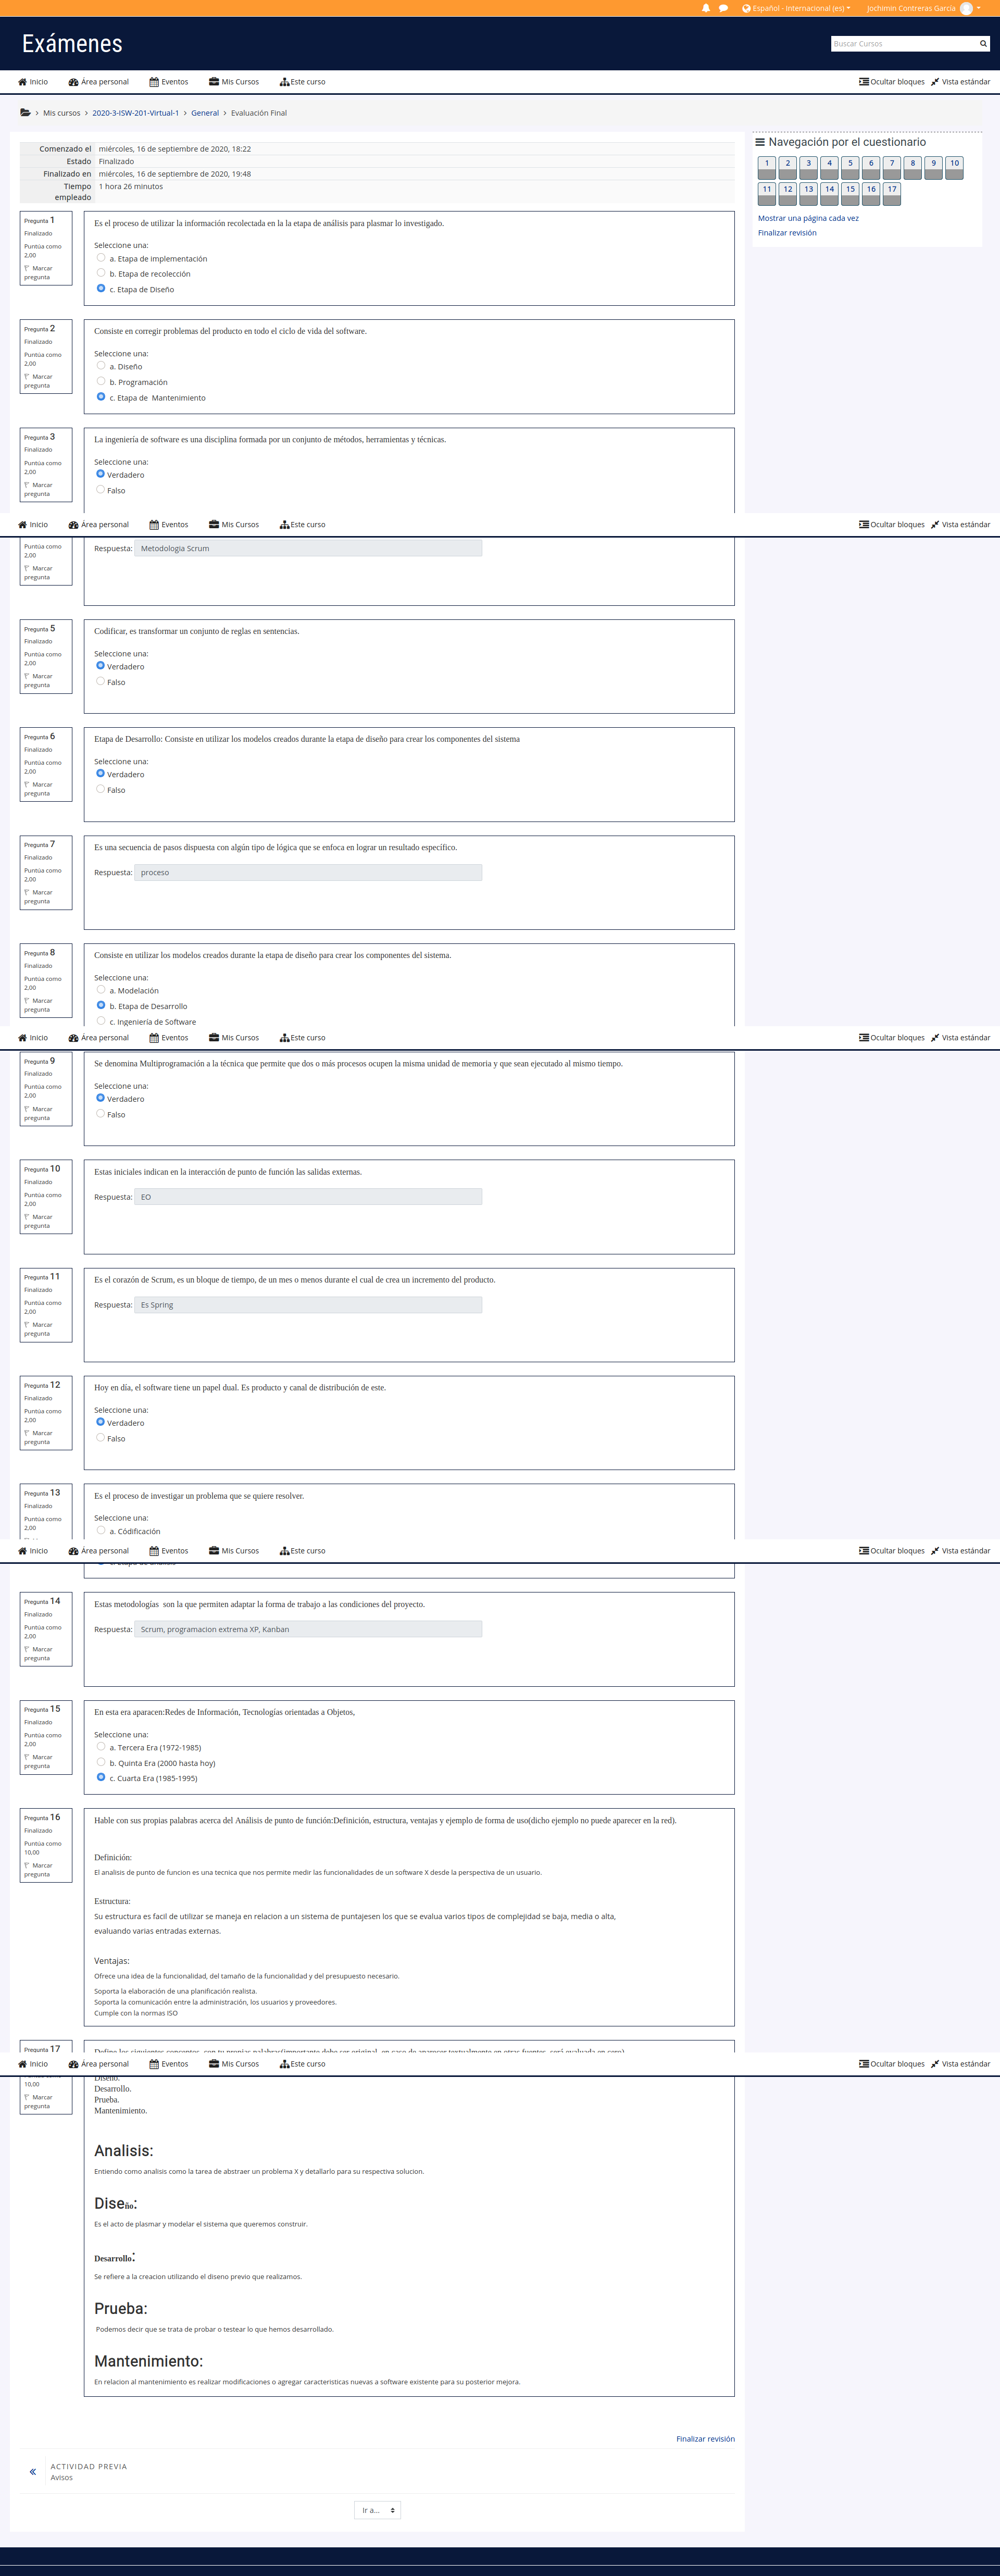 Español - Internacional (es)
Jochimin Contreras García
Exámenes
Buscar Cursos
Inicio Área personal Eventos Mis Cursos Este curso Ocultar bloques Vista estándar
Mis cursos > 2020-3-ISW-201-Virtual-1 > General > Evaluación Final
Comenzado el miércoles, 16 de septiembre de 2020, 18:22
Estado Finalizado
Finalizado en miércoles, 16 de septiembre de 2020, 19:48
Tiempo empleado 1 hora 26 minutos
Navegación por el cuestionario
1 2 3 4 5 6 7 8 9 10
11 12 13 14 15 16 17
Mostrar una página cada vez
Finalizar revisión
Pregunta 1
Finalizado
Puntúa como
2,00
Marcar
pregunta
Es el proceso de utilizar la información recolectada en la la etapa de análisis para plasmar lo investigado.
Seleccione una:
a. Etapa de implementación
b. Etapa de recolección
c. Etapa de Diseño
Pregunta 2
Finalizado
Puntúa como
2,00
Marcar
pregunta
Consiste en corregir problemas del producto en todo el ciclo de vida del software.
Seleccione una:
a. Diseño
b. Programación
c. Etapa de  Mantenimiento
Pregunta 3
Finalizado
Puntúa como
2,00
Marcar
pregunta
La ingeniería de software es una disciplina formada por un conjunto de métodos, herramientas y técnicas.
Seleccione una:
Verdadero
Falso
Inicio Área personal Eventos Mis Cursos Este curso Ocultar bloques Vista estándar
Puntúa como
2,00
Marcar
pregunta
Respuesta: Metodologia Scrum
Pregunta 5
Finalizado
Puntúa como
2,00
Marcar
pregunta
Codificar, es transformar un conjunto de reglas en sentencias.
Seleccione una:
Verdadero
Falso
Pregunta 6
Finalizado
Puntúa como
2,00
Marcar
pregunta
Etapa de Desarrollo: Consiste en utilizar los modelos creados durante la etapa de diseño para crear los componentes del sistema
Seleccione una:
Verdadero
Falso
Pregunta 7
Finalizado
Puntúa como
2,00
Marcar
pregunta
Es una secuencia de pasos dispuesta con algún tipo de lógica que se enfoca en lograr un resultado específico.
Respuesta: proceso
Pregunta 8
Finalizado
Puntúa como
2,00
Marcar
pregunta
Consiste en utilizar los modelos creados durante la etapa de diseño para crear los componentes del sistema.
Seleccione una:
a. Modelación
b. Etapa de Desarrollo
c. Ingeniería de Software
Inicio Área personal Eventos Mis Cursos Este curso Ocultar bloques Vista estándar
Pregunta 9
Finalizado
Puntúa como
2,00
Marcar
pregunta
Se denomina Multiprogramación a la técnica que permite que dos o más procesos ocupen la misma unidad de memoria y que sean ejecutado al mismo tiempo.
Seleccione una:
Verdadero
Falso
Pregunta 10
Finalizado
Puntúa como
2,00
Marcar
pregunta
Estas iniciales indican en la interacción de punto de función las salidas externas.
Respuesta: EO
Pregunta 11
Finalizado
Puntúa como
2,00
Marcar
pregunta
Es el corazón de Scrum, es un bloque de tiempo, de un mes o menos durante el cual de crea un incremento del producto.
Respuesta: Es Spring
Pregunta 12
Finalizado
Puntúa como
2,00
Marcar
pregunta
Hoy en día, el software tiene un papel dual. Es producto y canal de distribución de este.
Seleccione una:
Verdadero
Falso
Pregunta 13
Finalizado
Puntúa como
2,00
Es el proceso de investigar un problema que se quiere resolver.
Seleccione una:
a. Códificación
Inicio Área personal Eventos Mis Cursos Este curso Ocultar bloques Vista estándar
Pregunta 14
Finalizado
Puntúa como
2,00
Marcar
pregunta
Estas metodologías  son la que permiten adaptar la forma de trabajo a las condiciones del proyecto.
Respuesta: Scrum, programacion extrema XP, Kanban
Pregunta 15
Finalizado
Puntúa como
2,00
Marcar
pregunta
En esta era aparacen:Redes de Información, Tecnologías orientadas a Objetos,
Seleccione una:
a. Tercera Era (1972-1985)
b. Quinta Era (2000 hasta hoy)
c. Cuarta Era (1985-1995)
Pregunta 16
Finalizado
Puntúa como
10,00
Marcar
pregunta
Hable con sus propias palabras acerca del Análisis de punto de función:Definición, estructura, ventajas y ejemplo de forma de uso(dicho ejemplo no puede aparecer en la red).
Definición:
El analisis de punto de funcion es una tecnica que nos permite medir las funcionalidades de un software X desde la perspectiva de un usuario.
Estructura:
Su estructura es facil de utilizar se maneja en relacion a un sistema de puntajesen los que se evalua varios tipos de complejidad se baja, media o alta,
evaluando varias entradas externas.
Ventajas:
Ofrece una idea de la funcionalidad, del tamaño de la funcionalidad y del presupuesto necesario.
Soporta la elaboración de una planificación realista.
Soporta la comunicación entre la administración, los usuarios y proveedores.
Cumple con la normas ISO
Pregunta 17
Inicio Área personal Eventos Mis Cursos Este curso Ocultar bloques Vista estándar
10,00
Marcar
pregunta
Diseño.
Desarrollo.
Prueba.
Mantenimiento.
Analisis:
Entiendo como analisis como la tarea de abstraer un problema X y detallarlo para su respectiva solucion.
Diseño:
Es el acto de plasmar y modelar el sistema que queremos construir.
Desarrollo:
Se refiere a la creacion utilizando el diseno previo que realizamos.
Prueba:
Podemos decir que se trata de probar o testear lo que hemos desarrollado.
Mantenimiento:
En relacion al mantenimiento es realizar modificaciones o agregar caracteristicas nuevas a software existente para su posterior mejora.
Finalizar revisión
ACTIVIDAD PREVIA
Avisos
Ir a...